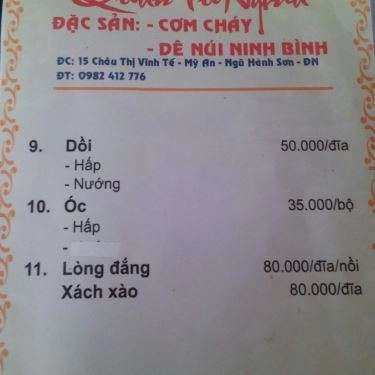 ĐẶC SẢN: - CƠM CHÁY
- DÊ NÚI NINH BÌNH
ĐC: 15 Châu Thị Vĩnh Tế - Mỹ An - Ngũ Hành Sơn - ĐN
ĐT: 0982 412 776
9. Dồi 50.000/đĩa
- Hấp
- Nướng
10. Óc 35.000/bộ
- Hấp
-
11. Lòng đắng 80.000/đĩa/nồi
Xách xào 80.000/đĩa